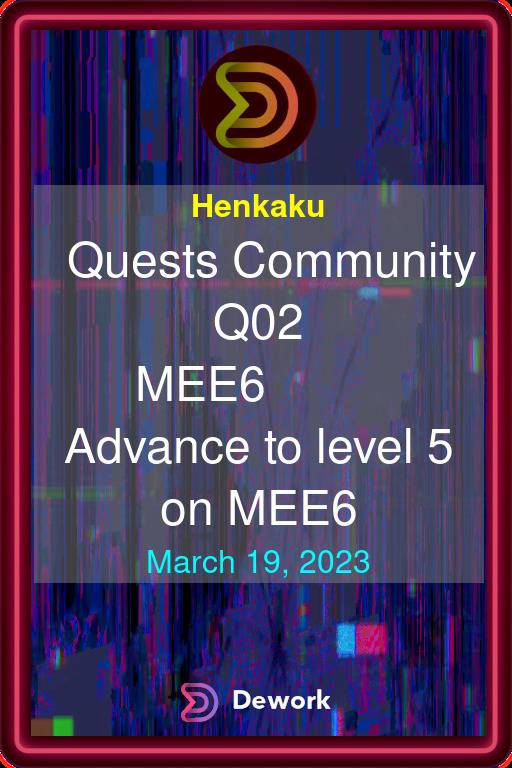 Henkaku
Quests Community
Q02
MEE6
Advance to level 5
on MEE6
March 19, 2023
Dework